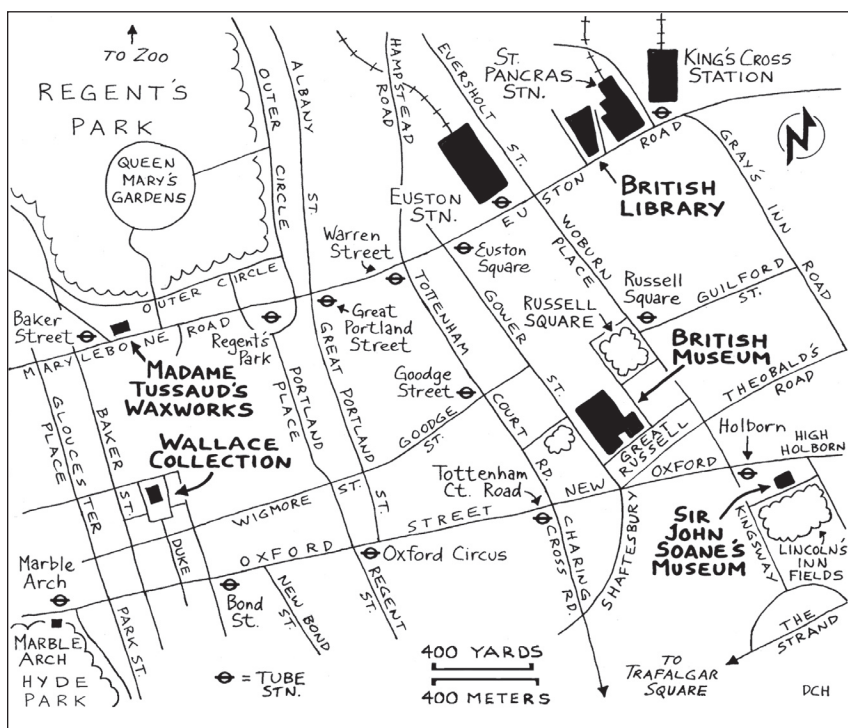 TO ZOO
REGENT'S
PARK
QUEEN
MARY'S
GARDENS
OUTER CIRCLE
ALBANY ST.
HAMPSTEAD
ROAD
EVERSHOLT ST.
ST.
PANCRAS
STN.
KING'S CROSS
STATION
EUSTON
STN.
EUSTON ROAD
BRITISH
LIBRARY
GRAY'S INN ROAD
WOBURN
PLACE
Warren
Street
Euston
Square
Russell
Square
GUILFORD
ST.
OUTER CIRCLE
Baker
Street
MARYLEBONE ROAD
Regent's
Park
Great
Portland
Street
TOTTENHAM COURT RD.
GOWER ST.
RUSSELL
SQUARE
BRITISH
MUSEUM
MADAME
TUSSAUD'S
WAXWORKS
GLOUCESTER
PLACE
BAKER ST.
PORTLAND
PLACE
GREAT PORTLAND ST.
Goodge
Street
GOODGE
ST.
THEOBALD'S
ROAD
GREAT
RUSSELL
Holborn
HIGH
HOLBORN
WALLACE
COLLECTION
WIGMORE ST.
Tottenham
Ct. Road
NEW OXFORD
OXFORD STREET
DUKE
Oxford Circus
CHARING
CROSS RD.
SHAFTESBURY
KINGSWAY
SIR
JOHN
SOANE'S
MUSEUM
LINCOLN'S
INN
FIELDS
Marble
Arch
MARBLE
ARCH
HYDE
PARK
PARK ST.
Bond
St.
NEW BOND
ST.
REGENT
ST.
= TUBE
STN.
400 YARDS
400 METERS
THE
STRAND
TO
TRAFALGAR
SQUARE
DCH
N